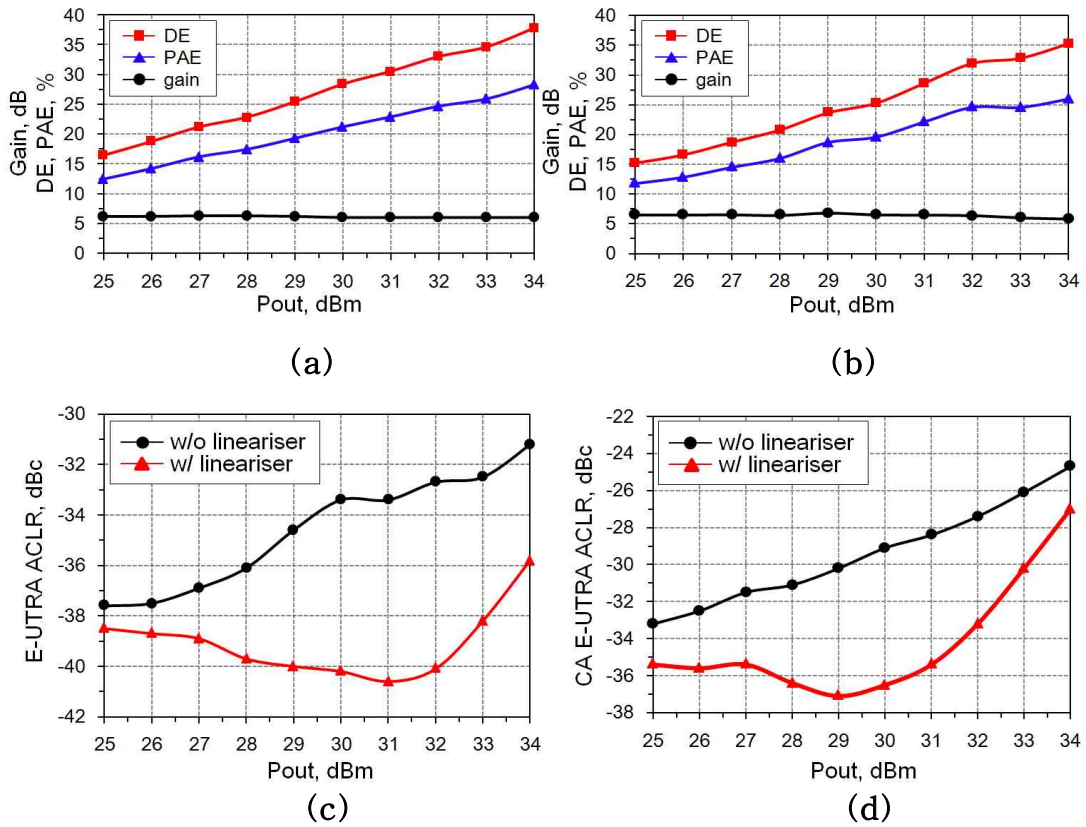 40
35
30
25
20
15
10
5
0
Gain, dB
DE, PAE, %
DE
PAE
gain
25 26 27 28 29 30 31 32 33 34
Pout, dBm
(a)
40
35
30
25
20
15
10
5
0
Gain, dB
DE, PAE, %
DE
PAE
gain
25 26 27 28 29 30 31 32 33 34
Pout, dBm
(b)
-30
-32
-34
-36
-38
-40
-42
E-UTRA ACLR, dBc
w/o lineariser
w/ lineariser
25 26 27 28 29 30 31 32 33 34
Pout, dBm
(c)
-22
-24
-26
-28
-30
-32
-34
-36
-38
CA E-UTRA ACLR, dBc
w/o lineariser
w/ lineariser
25 26 27 28 29 30 31 32 33 34
Pout, dBm
(d)